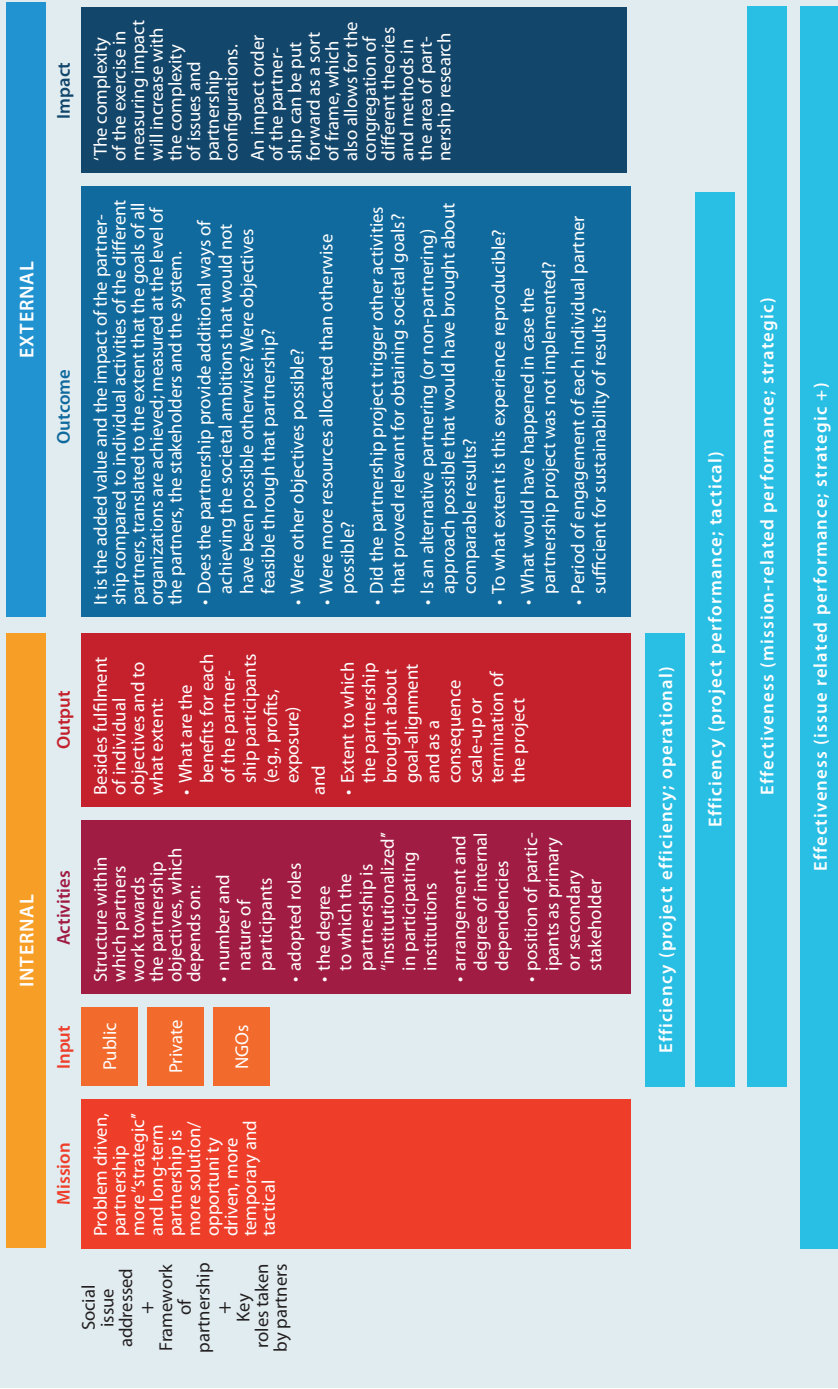 INTERNAL
EXTERNAL
Social
issue
addressed
+
Framework
of
partnership
+
Key
roles taken
by partners
Mission
Problem driven,
partnership
more “strategic”
and long-term
partnership is
more solution/
opportuni ty
driven, more
temporary and
tactical
Input
Public
Private
NGOs
Activities
Structure within
which partners
work towards
the partnership
objectives, which
depends on:
• number and
nature of
participants
• adopted roles
• the degree
to which the
partnership is
“institutionalized”
in participating
institutions
• arrangement and
degree of internal
dependencies
• position of partic-
ipants as primary
or secondary
stakeholder
Output
Besides fulfilment
of individual
objectives and to
what extent:
• What are the
benefits for each
of the partner-
ship participants
(e.g., profits,
exposure)
and
• Extent to which
the partnership
brought about
goal-alignment
and as a
consequence
scale-up or
termination of
the project
Outcome
It is the added value and the impact of the partner-
ship compared to individual activities of the different
partners, translated to the extent that the goals of all
organizations are achieved; measured at the level of
the partners, the stakeholders and the system.
• Does the partnership provide additional ways of
achieving the societal ambitions that would not
have been possible otherwise? Were objectives
feasible through that partnership?
• Were other objectives possible?
• Were more resources allocated than otherwise
possible?
• Did the partnership project trigger other activities
that proved relevant for obtaining societal goals?
• Is an alternative partnering (or non-partnering)
approach possible that would have brought about
comparable results?
• To what extent is this experience reproducible?
• What would have happened in case the
partnership project was not implemented?
• Period of engagement of each individual partner
sufficient for sustainability of results?
Impact
‘The complexity
of the exercise in
measuring impact
will increase with
the complexity
of issues and
partnership
configurations.
An impact order
of the partner-
ship can be put
forward as a sort
of frame, which
also allows for the
congregation of
different theories
and methods in
the area of part-
nership research
Efficiency (project efficiency; operational)
Efficiency (project performance; tactical)
Effectiveness (mission-related performance; strategic)
Effectiveness (issue related performance; strategic +)